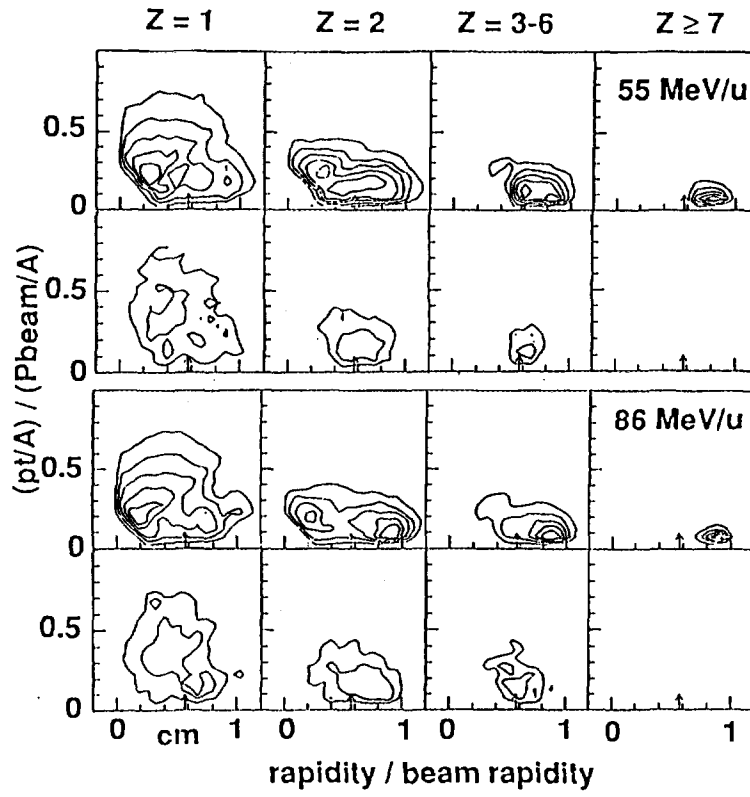 Z = 1 Z = 2 Z = 3-6 Z ≥ 7
55 MeV/u
0.5
0
0.5
0
86 MeV/u
0.5
0
0.5
0
0 1 0 1 0 1 0 1
cm
(pt/A) / (Pbeam/A)
rapidity / beam rapidity